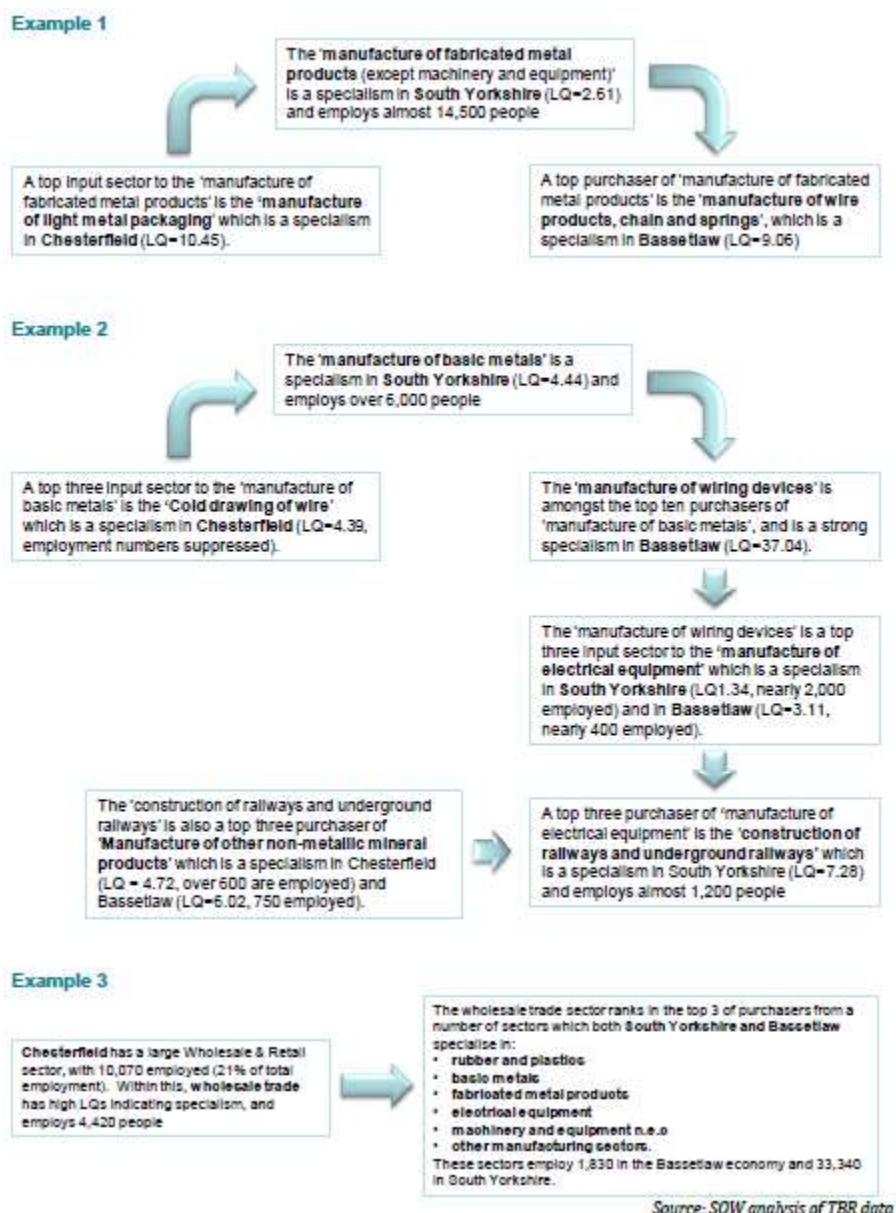 Example 1
The 'manufacture of fabricated metal
products (except machinery and equipment)'
is a specialism in South Yorkshire (LQ=2.61)
and employs almost 14,500 people
A top input sector to the 'manufacture of
fabricated metal products' is the 'manufacture
of light metal packaging' which is a specialism
in Chesterfield (LQ=10.45).
A top purchaser of 'manufacture of fabricated
metal products' is the 'manufacture of wire
products, chain and springs', which is a
specialism in Bassetlaw (LQ=9.06)
Example 2
The 'manufacture of basic metals' is a
specialism in South Yorkshire (LQ=4.44) and
employs over 6,000 people
A top three input sector to the 'manufacture of
basic metals' is the 'Cold drawing of wire'
which is a specialism in Chesterfield (LQ=4.39,
employment numbers suppressed).
The 'manufacture of wiring devices' is
amongst the top ten purchasers of
'manufacture of basic metals', and is a strong
specialism in Bassetlaw (LQ=37.04).
The 'manufacture of wiring devices' is a top
three input sector to the 'manufacture of
electrical equipment' which is a specialism
in South Yorkshire (LQ1.34, nearly 2,000
employed) and in Bassetlaw (LQ=3.11,
nearly 400 employed).
The 'construction of railways and underground
railways' is also a top three purchaser of
'Manufacture of other non-metallic mineral
products' which is a specialism in Chesterfield
(LQ = 4.72, over 600 are employed) and
Bassetlaw (LQ=6.02, 750 employed).
A top three purchaser of 'manufacture of
electrical equipment' is the 'construction of
railways and underground railways' which
is a specialism in South Yorkshire (LQ=7.28)
and employs almost 1,200 people
Example 3
Chesterfield has a large Wholesale & Retail
sector, with 10,070 employed (21% of total
employment). Within this, wholesale trade
has high LQs indicating specialism, and
employs 4,420 people
The wholesale trade sector ranks in the top 3 of purchasers from a
number of sectors which both South Yorkshire and Bassetlaw
specialise in:
• rubber and plastics
• basic metals
• fabricated metal products
• electrical equipment
• machinery and equipment n.e.c
• other manufacturing sectors.
These sectors employ 1,830 in the Bassetlaw economy and 33,340
in South Yorkshire.
Source: SQW analysis of TBR data